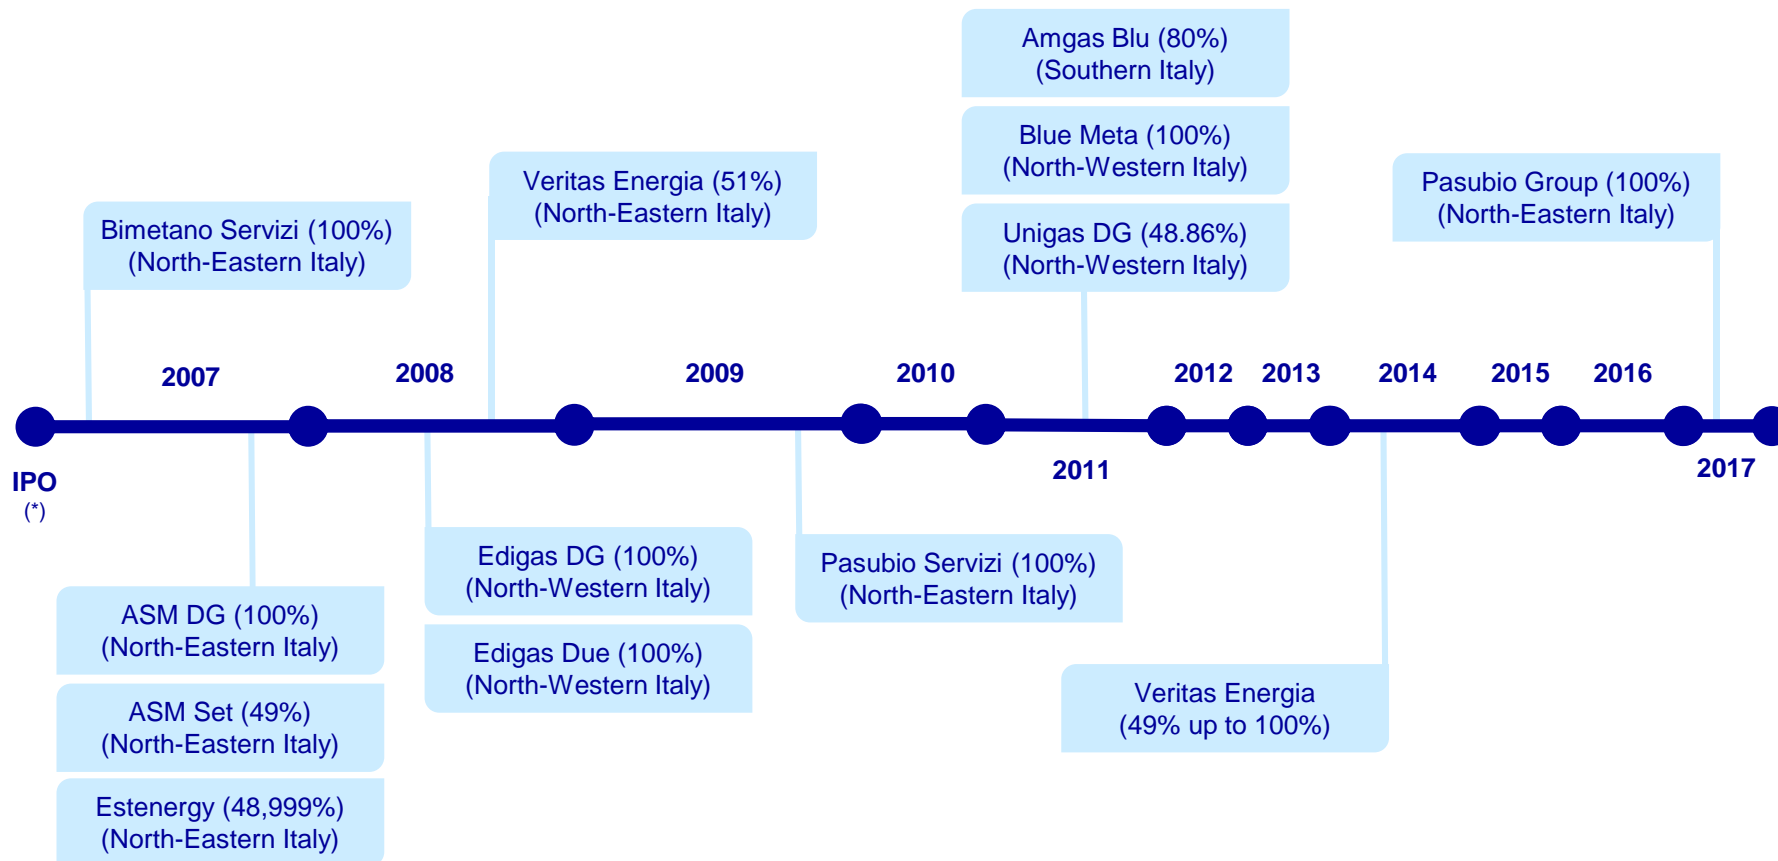 Amgas Blu (80%)
(Southern Italy)
Blue Meta (100%)
(North-Western Italy)
Unigas DG (48.86%)
(North-Western Italy)
Veritas Energia (51%)
(North-Eastern Italy)
Pasubio Group (100%)
(North-Eastern Italy)
Bimetano Servizi (100%)
(North-Eastern Italy)
2007
2008
2009
2010
2012
2013
2014
2015
2016
IPO
(*)
2011
2017
ASM DG (100%)
(North-Eastern Italy)
ASM Set (49%)
(North-Eastern Italy)
Estenergy (48,999%)
(North-Eastern Italy)
Edigas DG (100%)
(North-Western Italy)
Edigas Due (100%)
(North-Western Italy)
Pasubio Servizi (100%)
(North-Eastern Italy)
Veritas Energia
(49% up to 100%)